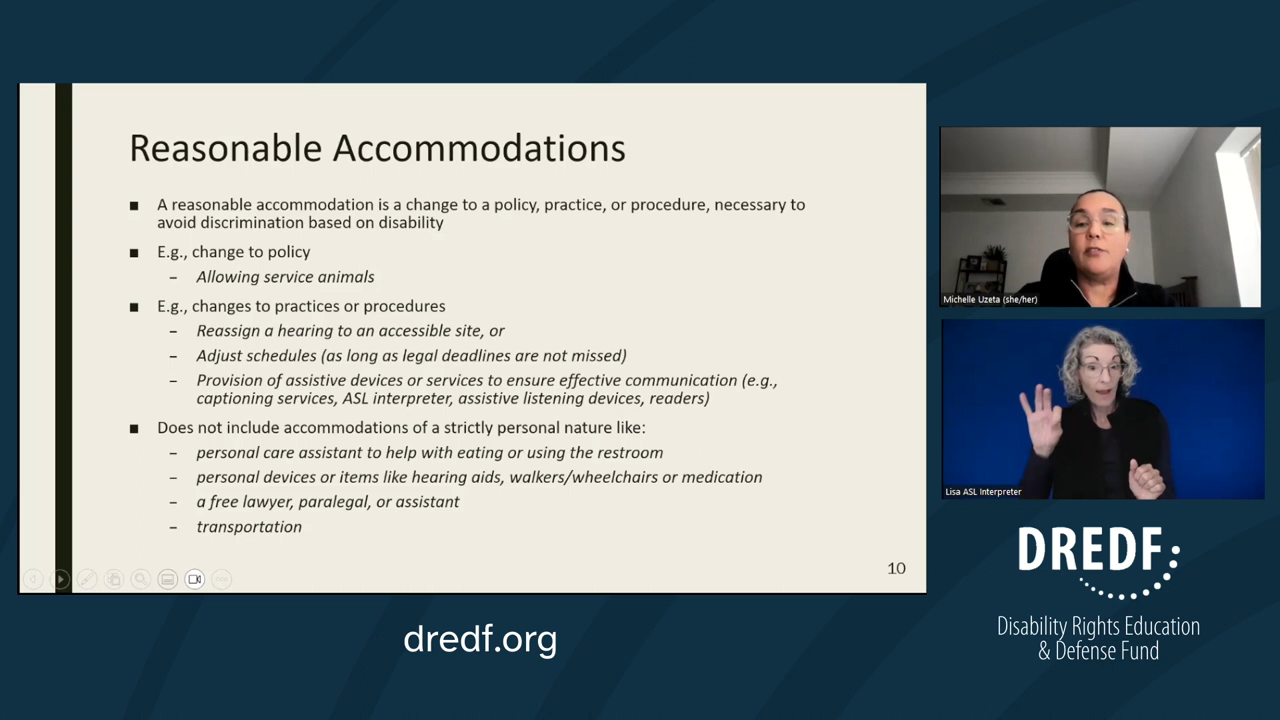 Reasonable Accommodations
■ A reasonable accommodation is a change to a policy, practice, or procedure, necessary to
avoid discrimination based on disability
■ E.g., change to policy
– Allowing service animals
■ E.g., changes to practices or procedures
– Reassign a hearing to an accessible site, or
– Adjust schedules (as long as legal deadlines are not missed)
– Provision of assistive devices or services to ensure effective communication (e.g.,
captioning services, ASL interpreter, assistive listening devices, readers)
■ Does not include accommodations of a strictly personal nature like:
– personal care assistant to help with eating or using the restroom
– personal devices or items like hearing aids, walkers/wheelchairs or medication
– a free lawyer, paralegal, or assistant
– transportation
10
Michelle Uzeta (she/her)
Lisa ASL Interpreter
DREDF
Disability Rights Education
& Defense Fund
dredf.org